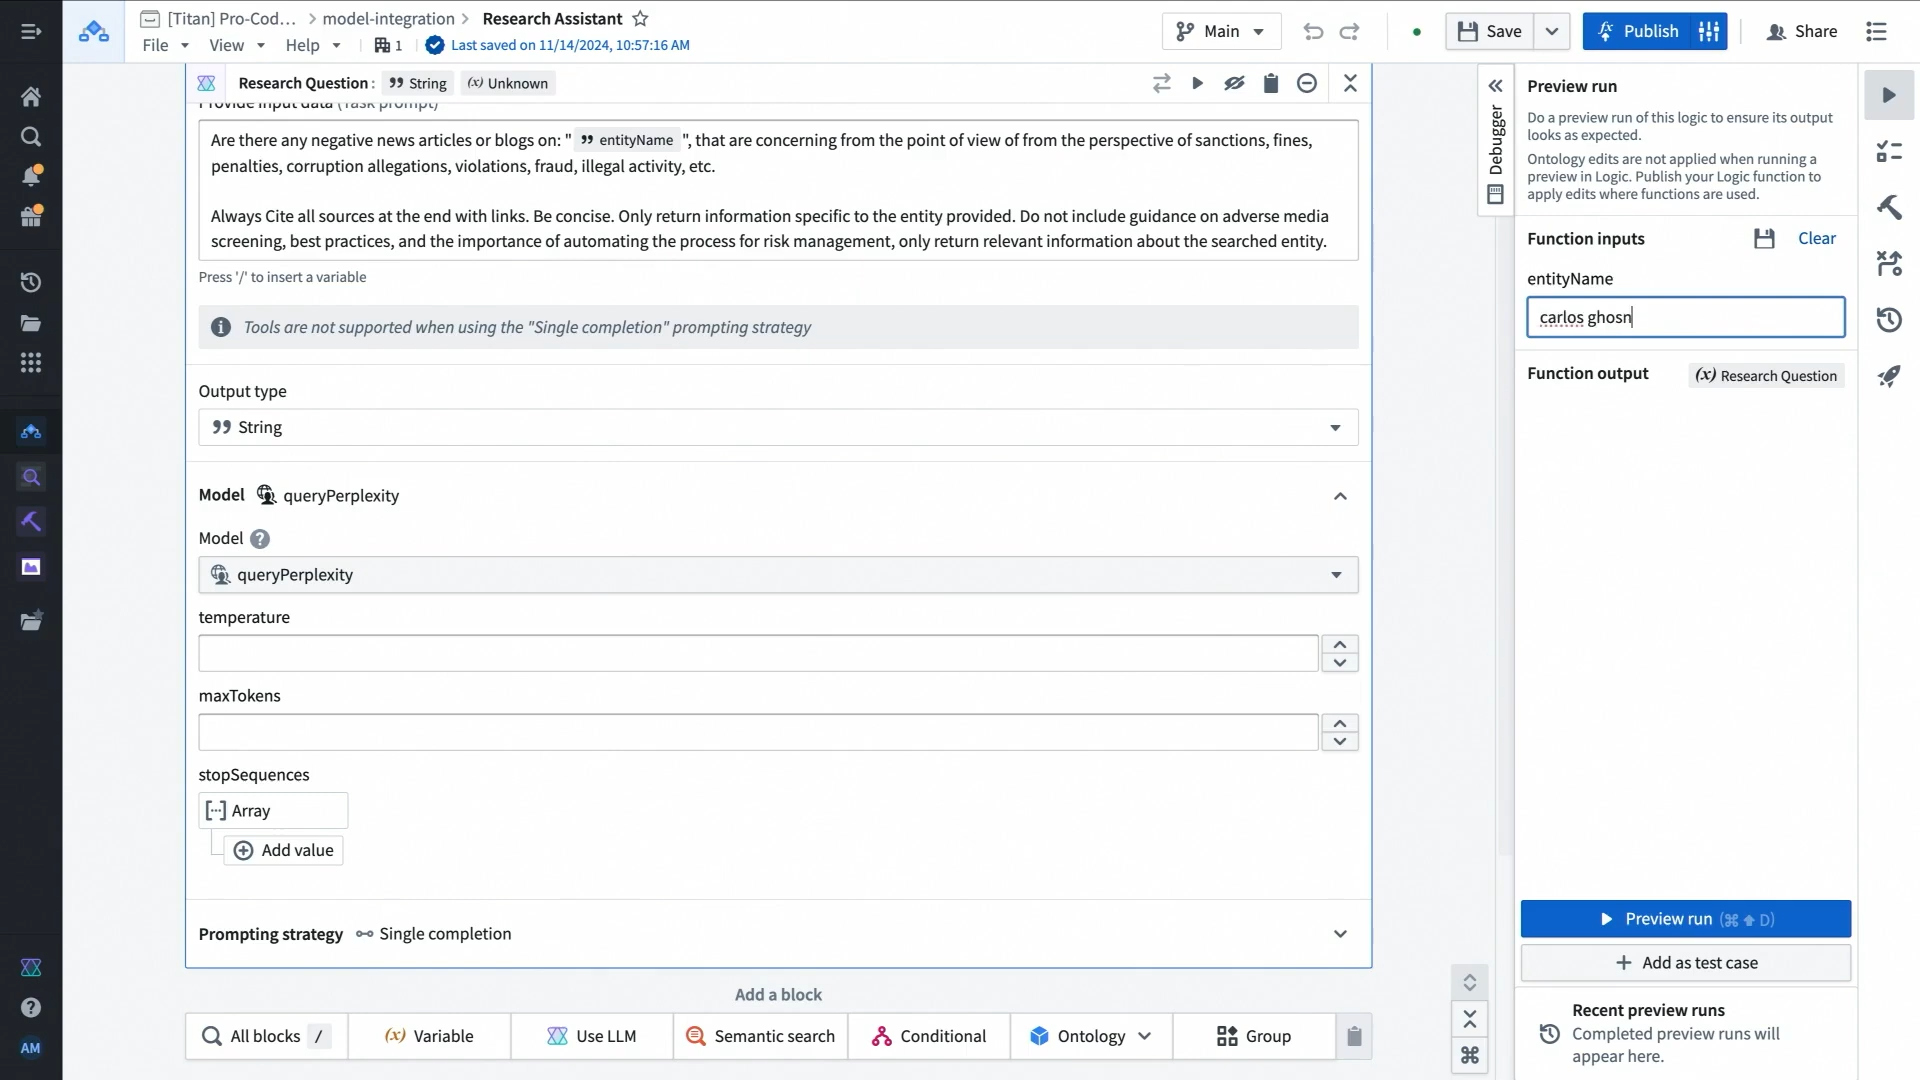 [Titan] Pro-Cod... > model-integration > Research Assistant
File View Help 1 Last saved on 11/14/2024, 10:57:16 AM
Main Save Publish Share
Research Question : String (x) Unknown
Provide input data (Task prompt)
Are there any negative news articles or blogs on: " entityName ", that are concerning from the point of view of from the perspective of sanctions, fines,
penalties, corruption allegations, violations, fraud, illegal activity, etc.
Always Cite all sources at the end with links. Be concise. Only return information specific to the entity provided. Do not include guidance on adverse media
screening, best practices, and the importance of automating the process for risk management, only return relevant information about the searched entity.
Press '/' to insert a variable
Tools are not supported when using the "Single completion" prompting strategy
Output type
String
Model queryPerplexity
Model
queryPerplexity
temperature
maxTokens
stopSequences
[··] Array
Add value
Prompting strategy Single completion
Add a block
All blocks / (x) Variable Use LLM Semantic search Conditional Ontology Group
Debugger
Preview run
Do a preview run of this logic to ensure its output
looks as expected.
Ontology edits are not applied when running a
preview in Logic. Publish your Logic function to
apply edits where functions are used.
Function inputs Clear
entityName
carlos ghosn
Function output (x) Research Question
Preview run (⌘ ⬆ D)
Add as test case
Recent preview runs
Completed preview runs will
appear here.
AM